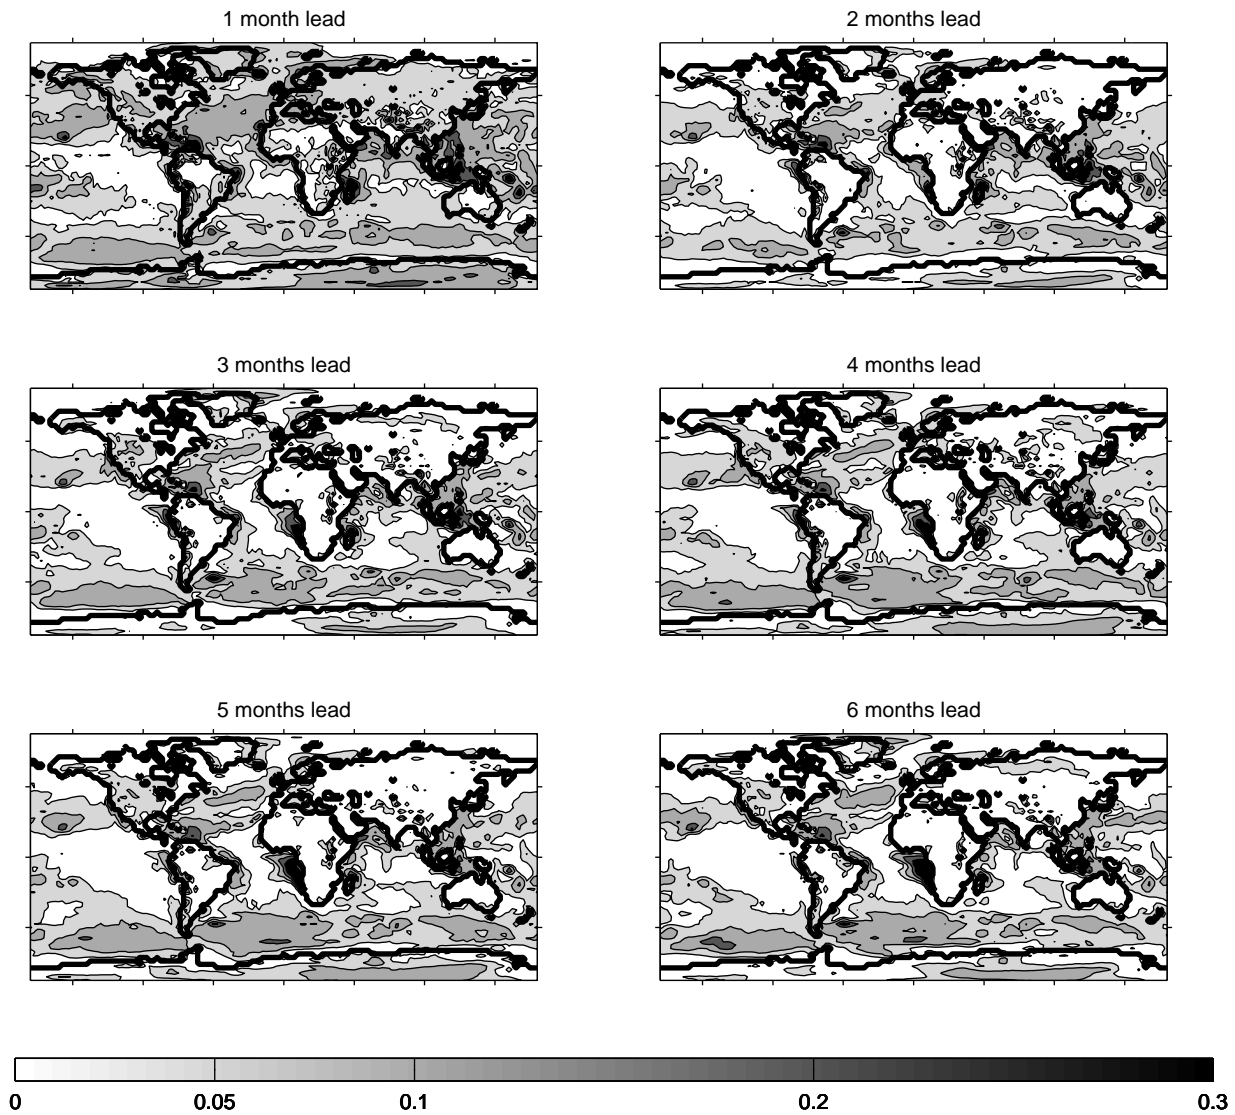 1 month lead
2 months lead
3 months lead
4 months lead
5 months lead
6 months lead
0 0.05 0.1 0.2 0.3